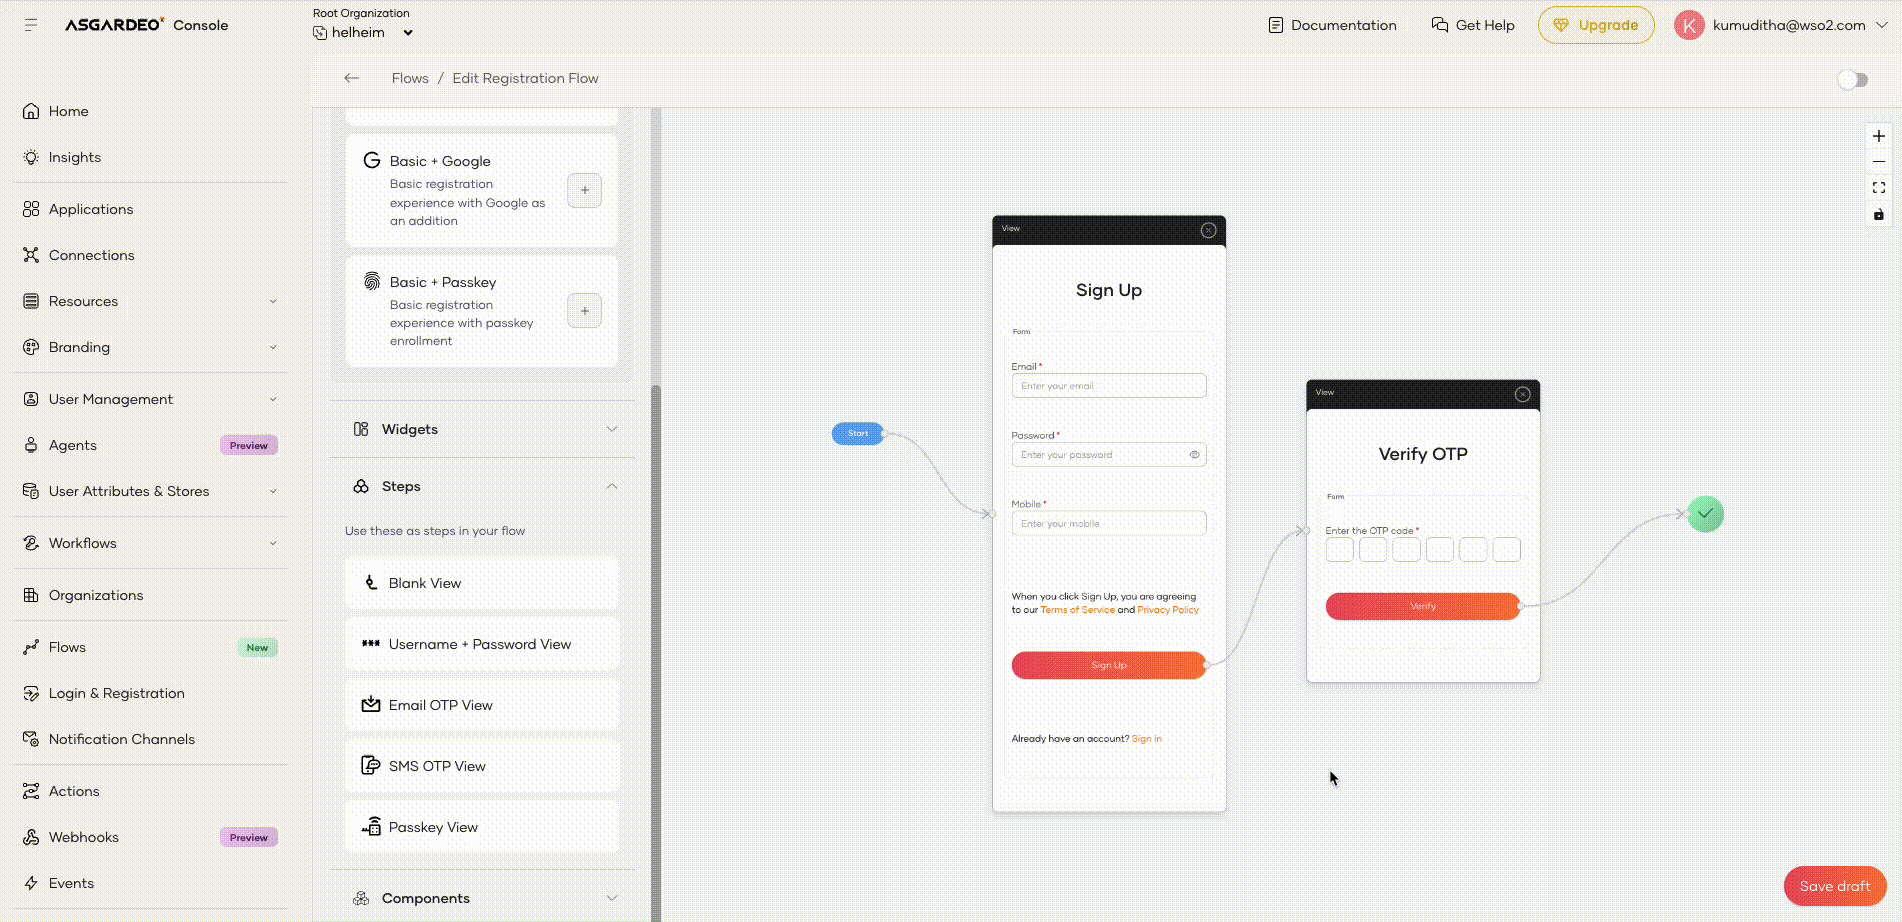 ASGARDEO Console
Root Organization
helheim
Documentation
Get Help
Upgrade
K
kumuditha@wso2.com
Flows / Edit Registration Flow
Home
Insights
Applications
Connections
Resources
Branding
User Management
Agents
Preview
User Attributes & Stores
Workflows
Organizations
Flows
New
Login & Registration
Notification Channels
Actions
Webhooks
Preview
Events
Basic + Google
Basic registration
experience with Google as
an addition
Basic + Passkey
Basic registration
experience with passkey
enrollment
Widgets
Steps
Use these as steps in your flow
Blank View
Username + Password View
Email OTP View
SMS OTP View
Passkey View
Components
Start
View
Sign Up
Form
Email *
Enter your email
Password *
Enter your password
Mobile *
Enter your mobile
When you click Sign Up, you are agreeing
to our Terms of Service and Privacy Policy
Sign Up
Already have an account? Sign in
View
Verify OTP
Form
Enter the OTP code *
Verify
Save draft